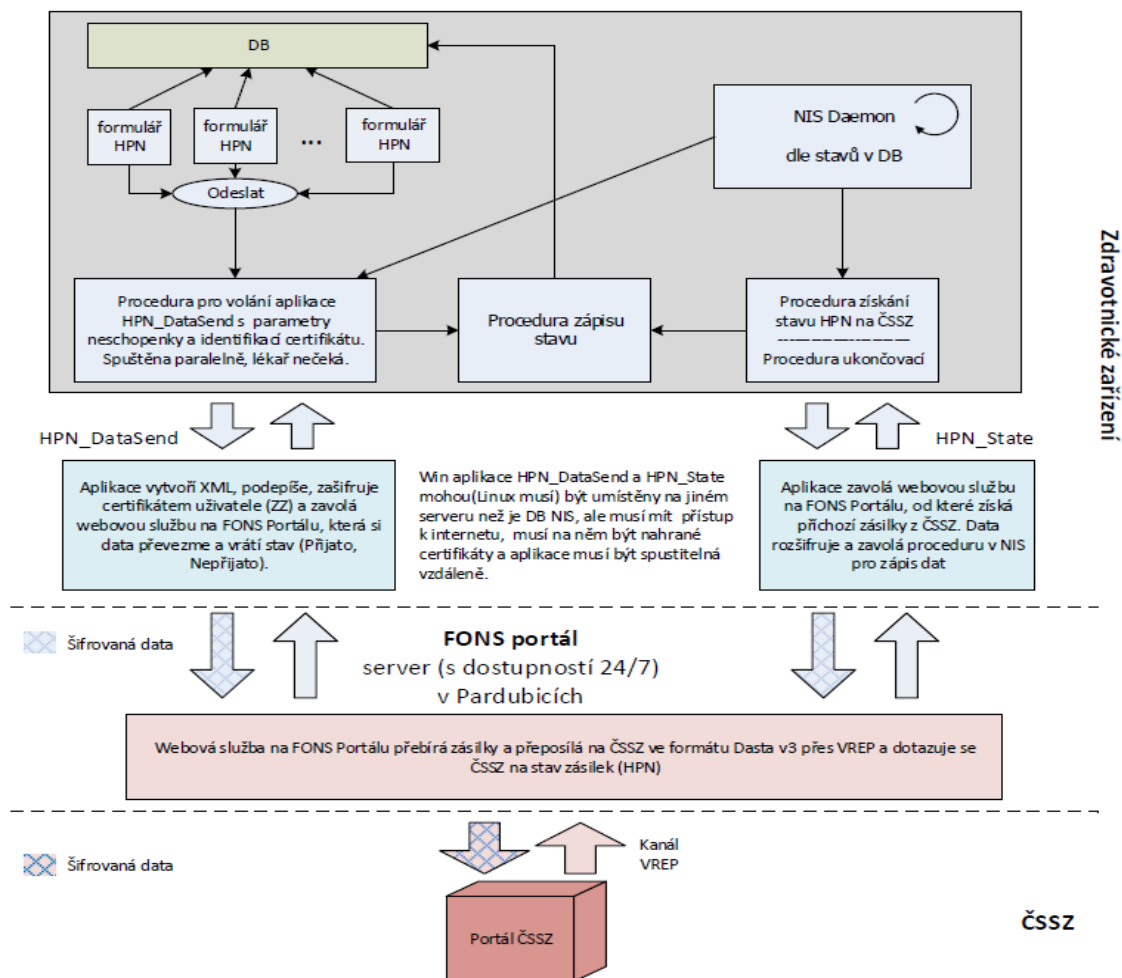 DB
formulář
HPN
formulář
HPN
...
formulář
HPN
Odeslat
NIS Daemon
dle stavů v DB
Procedura pro volání aplikace
HPN_DataSend s parametry
neschopenky a identifikací certifikátu.
Spuštěna paralelně, lékař nečeká.
Procedura zápisu
stavu
Procedura získání
stavu HPN na ČSSZ
--------------------
Procedura ukončovací
Zdravotnické zařízení
HPN_DataSend
HPN_State
Aplikace vytvoří XML, podepíše, zašifruje
certifikátem uživatele (ZZ) a zavolá
webovou službu na FONS Portálu, která si
data převezme a vrátí stav (Přijato,
Nepřijato).
Win aplikace HPN_DataSend a HPN_State
mohou(Linux musí) být umístěny na jiném
serveru než je DB NIS, ale musí mít přístup
k internetu, musí na něm být nahrané
certifikáty a aplikace musí být spustitelná
vzdáleně.
Aplikace zavolá webovou službu
na FONS Portálu, od které získá
příchozí zásilky z ČSSZ. Data
rozšifruje a zavolá proceduru v NIS
pro zápis dat
Šifrovaná data
FONS portál
server (s dostupností 24/7)
v Pardubicích
Webová služba na FONS Portálu přebírá zásilky a přeposílá na ČSSZ ve formátu Dasta v3 přes VREP a dotazuje se
ČSSZ na stav zásilek (HPN)
Šifrovaná data
Kanál
VREP
Portál ČSSZ
ČSSZ